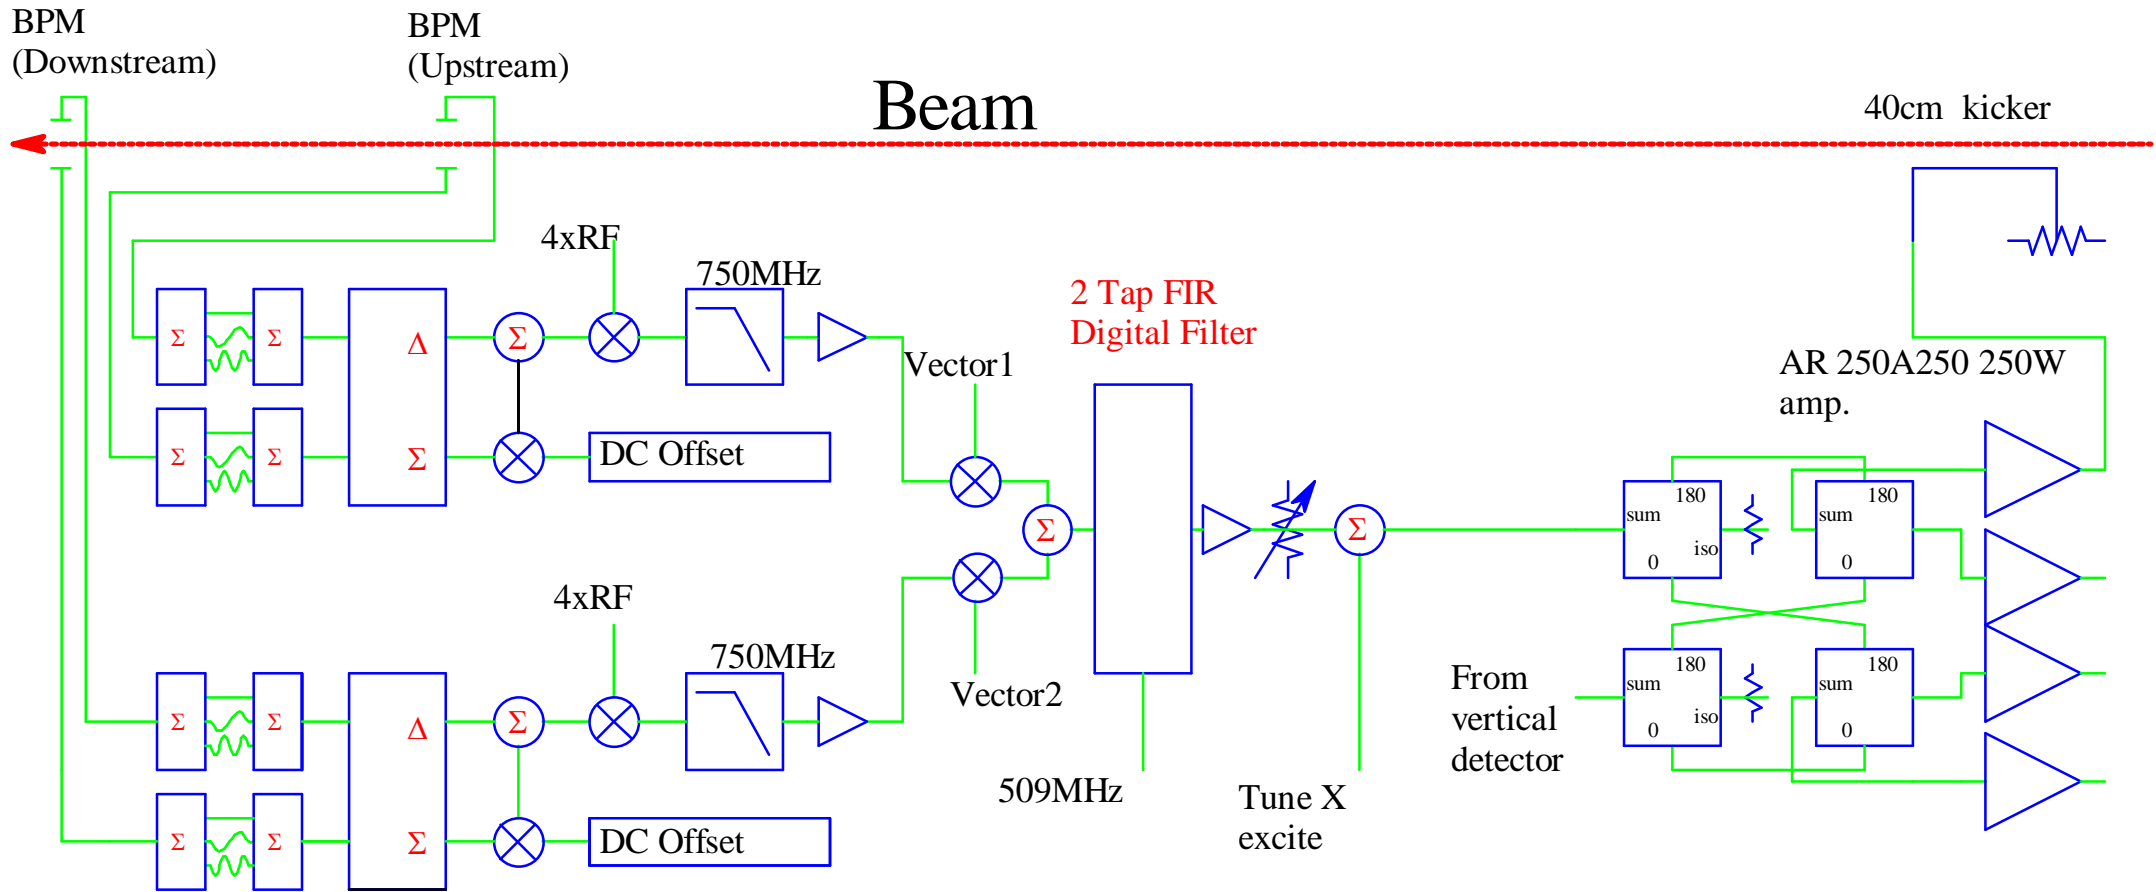 BPM
(Downstream)
BPM
(Upstream)
Beam
40cm kicker
4xRF
750MHz
2 Tap FIR
Digital Filter
Σ
Σ
Δ
Σ
Vector1
AR 250A250 250W
amp.
Σ
Σ
Σ
DC Offset
180
180
sum
sum
Σ
Σ
iso
0
0
4xRF
750MHz
Vector2
From
vertical
detector
180
180
sum
sum
iso
0
0
Σ
Σ
Δ
Σ
509MHz
Tune X
excite
Σ
Σ
Σ
DC Offset